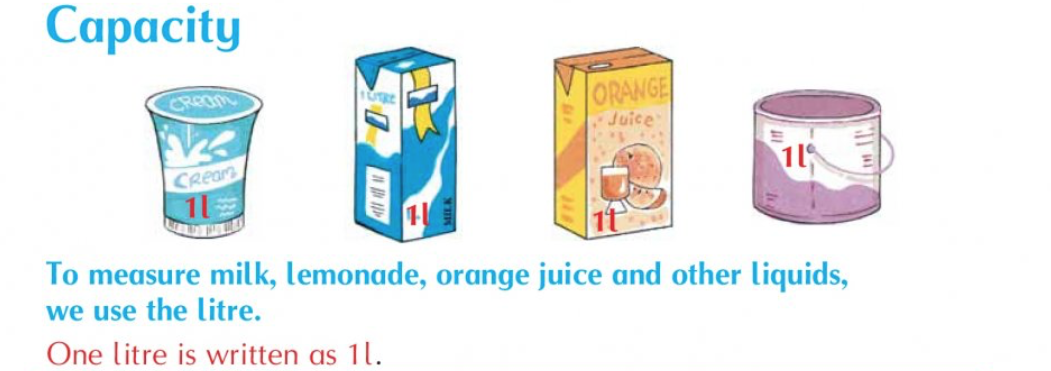 Capacity
CREAM
CREAM
1l
1 LITRE
1l
MILK
ORANGE
Juice
1l
1l
To measure milk, lemonade, orange juice and other liquids,
we use the litre.
One litre is written as 1l.